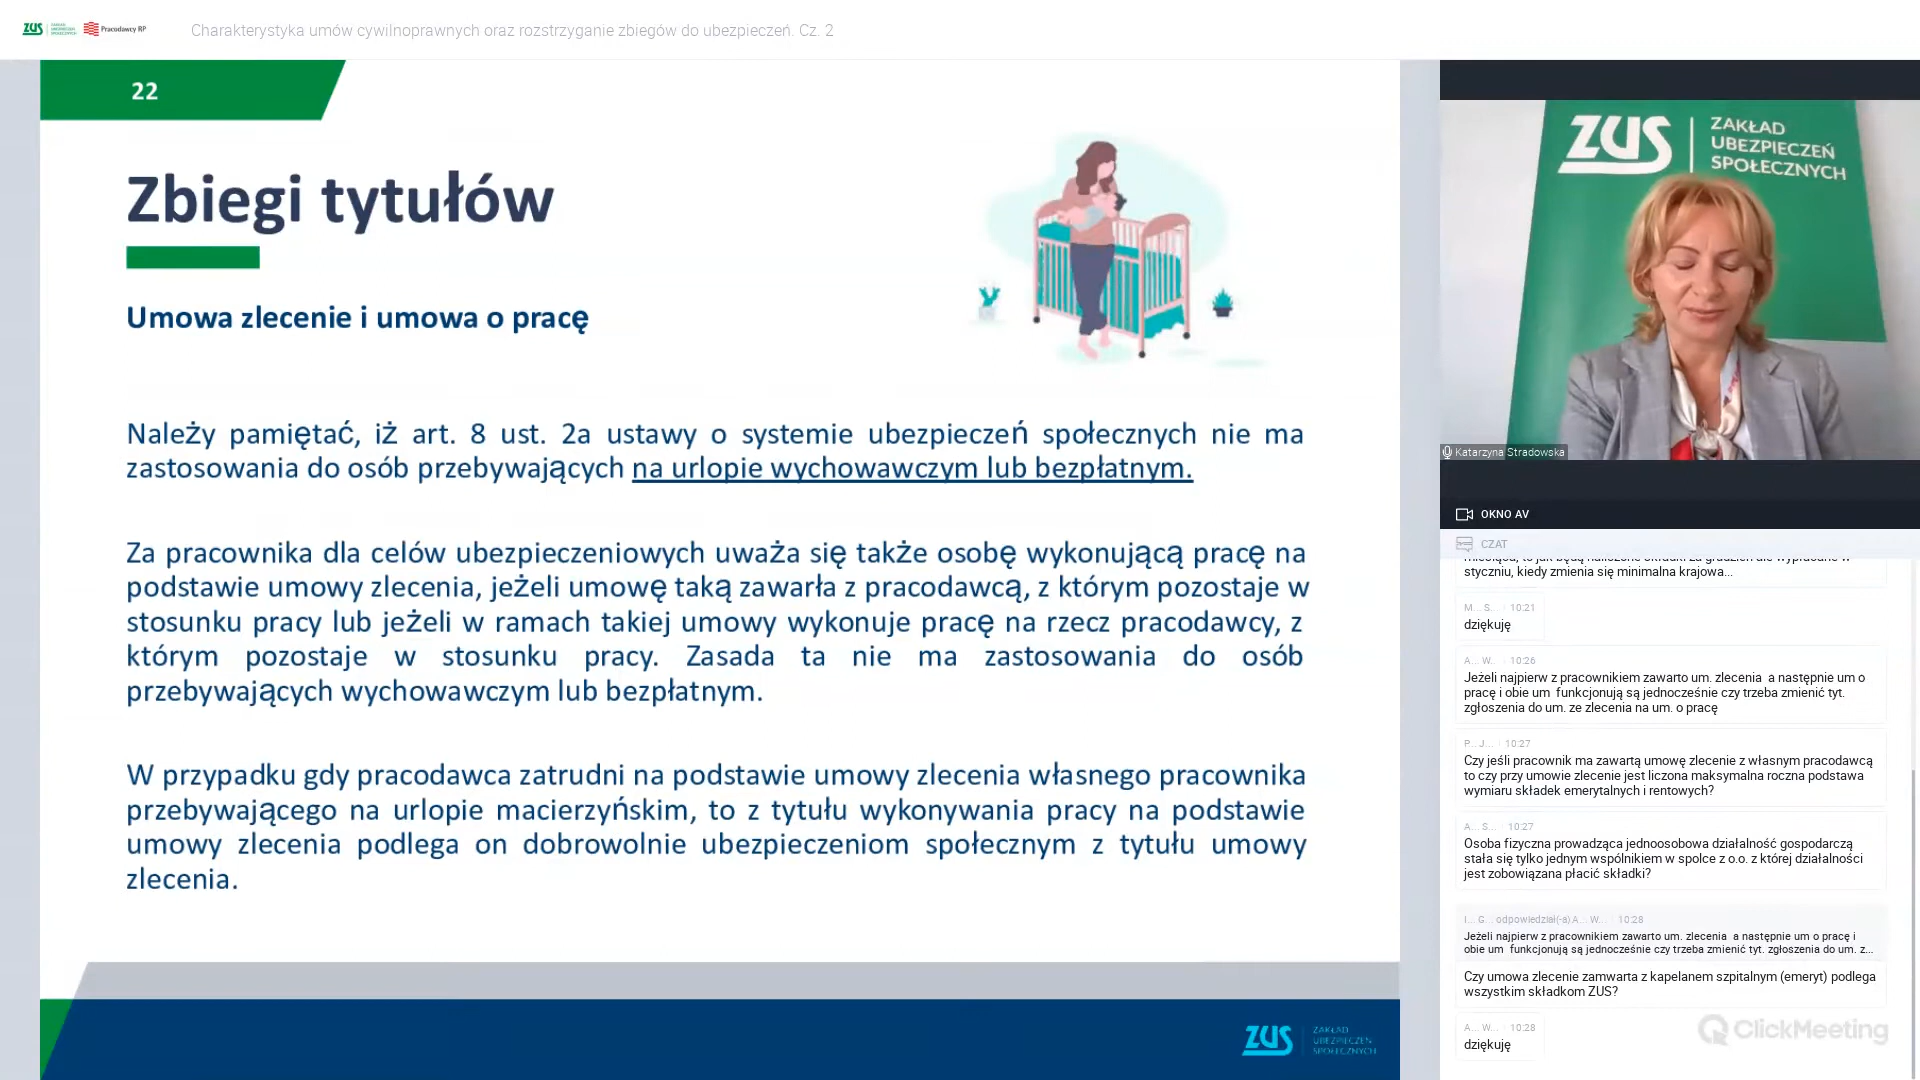 ZUS
Pracodawcy RP
Charakterystyka umów cywilnoprawnych oraz rozstrzyganie zbiegów do ubezpieczeń. Cz. 2
22
Zbiegi tytułów
Umowa zlecenie i umowa o pracę
Należy pamiętać, iż art. 8 ust. 2a ustawy o systemie ubezpieczeń społecznych nie ma
zastosowania do osób przebywających na urlopie wychowawczym lub bezpłatnym.
Za pracownika dla celów ubezpieczeniowych uważa się także osobę wykonującą pracę na
podstawie umowy zlecenia, jeżeli umowę taką zawarła z pracodawcą, z którym pozostaje w
stosunku pracy lub jeżeli w ramach takiej umowy wykonuje pracę na rzecz pracodawcy, z
którym pozostaje w stosunku pracy. Zasada ta nie ma zastosowania do osób
przebywających wychowawczym lub bezpłatnym.
W przypadku gdy pracodawca zatrudni na podstawie umowy zlecenia własnego pracownika
przebywającego na urlopie macierzyńskim, to z tytułu wykonywania pracy na podstawie
umowy zlecenia podlega on dobrowolnie ubezpieczeniom społecznym z tytułu umowy
zlecenia.
ZUS
ZAKŁAD
UBEZPIECZEŃ
SPOŁECZNYCH
ZUS
ZAKŁAD
UBEZPIECZEŃ
SPOŁECZNYCH
Katarzyna Stradowska
OKNO AV
CZAT
styczniu, kiedy zmienia się minimalna krajowa...
M... S... 10:21
dziękuję
A... W... 10:26
Jeżeli najpierw z pracownikiem zawarto um. zlecenia a następnie um o
pracę i obie um funkcjonują są jednocześnie czy trzeba zmienić tyt.
zgłoszenia do um. ze zlecenia na um. o pracę
P... J... 10:27
Czy jeśli pracownik ma zawartą umowę zlecenie z własnym pracodawcą
to czy przy umowie zlecenie jest liczona maksymalna roczna podstawa
wymiaru składek emerytalnych i rentowych?
A... S... 10:27
Osoba fizyczna prowadząca jednoosobowa działalność gospodarczą
stała się tylko jednym wspólnikiem w spolce z o.o. z której działalności
jest zobowiązana płacić składki?
I... G... odpowiedział(-a) A... W... 10:28
Jeżeli najpierw z pracownikiem zawarto um. zlecenia a następnie um o pracę i
obie um funkcjonują są jednocześnie czy trzeba zmienić tyt. zgłoszenia do um. z...
Czy umowa zlecenie zamwarta z kapelanem szpitalnym (emeryt) podlega
wszystkim składkom ZUS?
A... W... 10:28
dziękuję
ClickMeeting